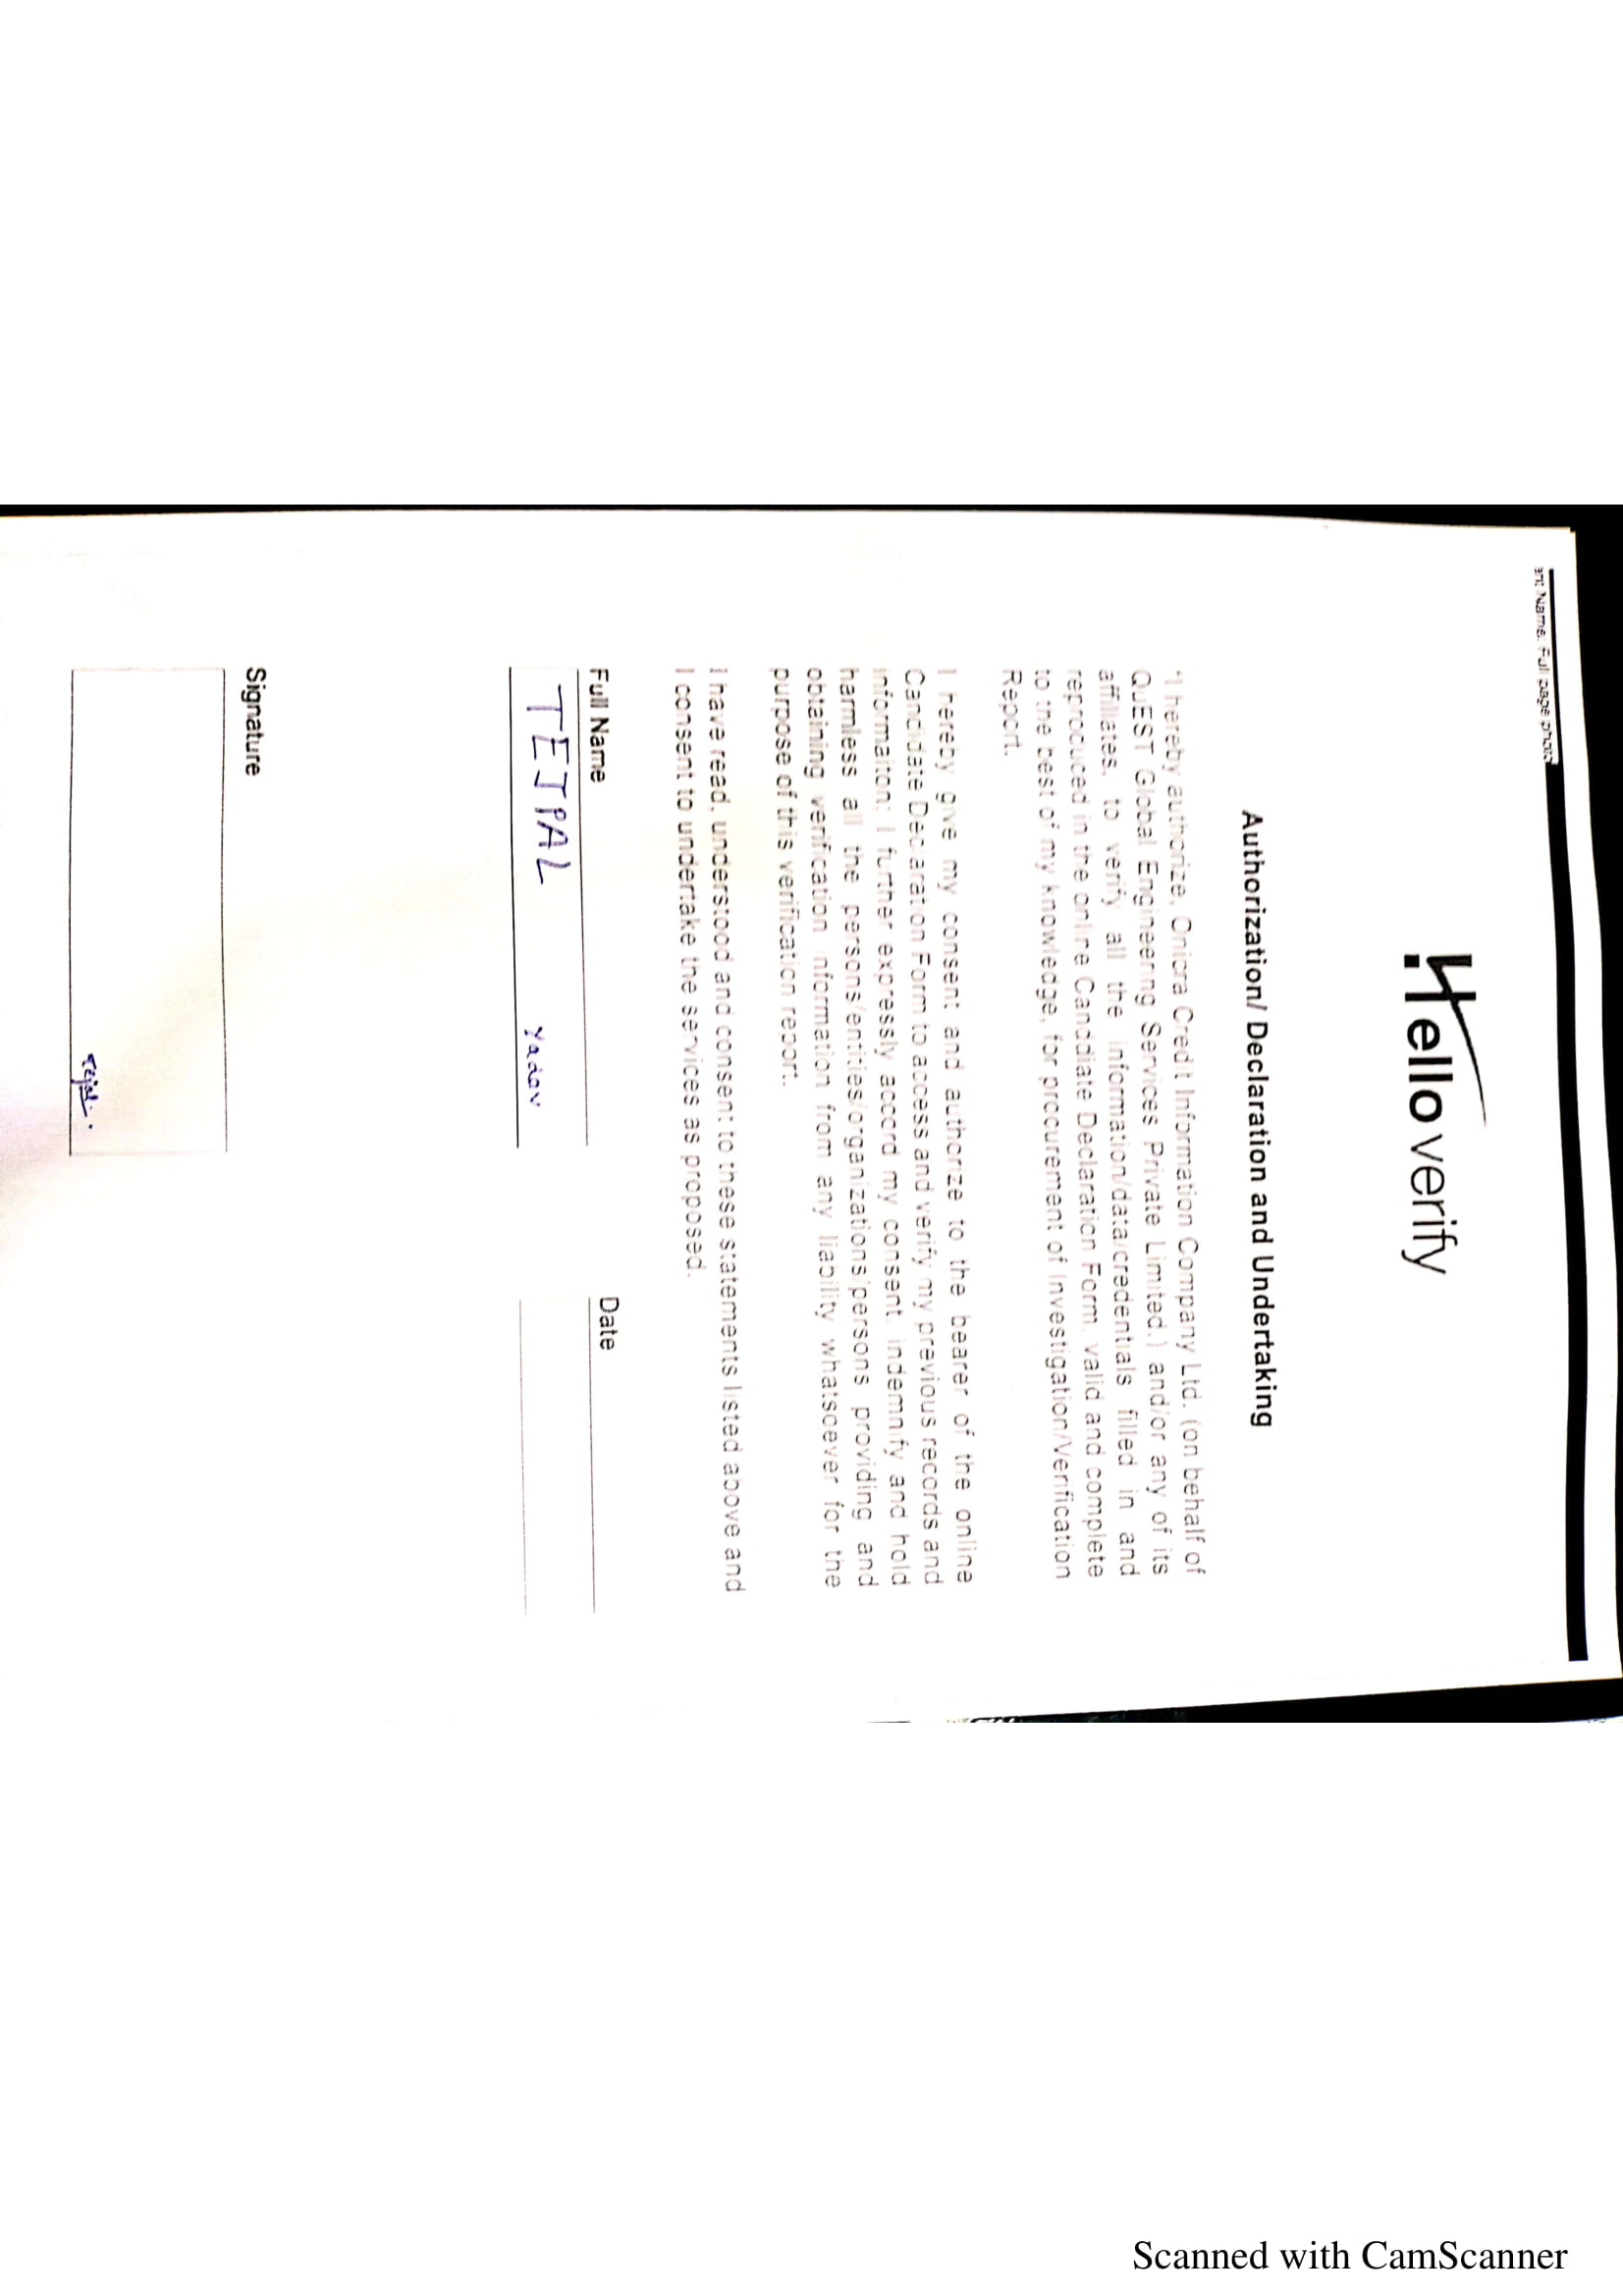 ant Name: Full page photo
Hello verify
Authorization/ Declaration and Undertaking
"I hereby authorize, Onicra Credit Information Company Ltd. (on behalf of
QuEST Global Engineering Services Private Limited.) and/or any of its
affiliates, to verify all the information/data/credentials filled in and
reproduced in the online Canddiate Declaration Form, valid and complete
to the best of my knowledge, for procurement of Investigation/Verification
Report.
I hereby give my consent and authorize to the bearer of the online
Candidate Declaration Form to access and verify my previous records and
informaiton; I further expressly accord my consent, indemnify and hold
harmless all the persons/entities/organizations/persons providing and
obtaining verification information from any liability whatsoever for the
purpose of this verification report..
I have read, understood and consent to these statements listed above and
I consent to undertake the services as proposed.
Full Name Date
TEJPAL Yadav
Signature
Scanned with CamScanner